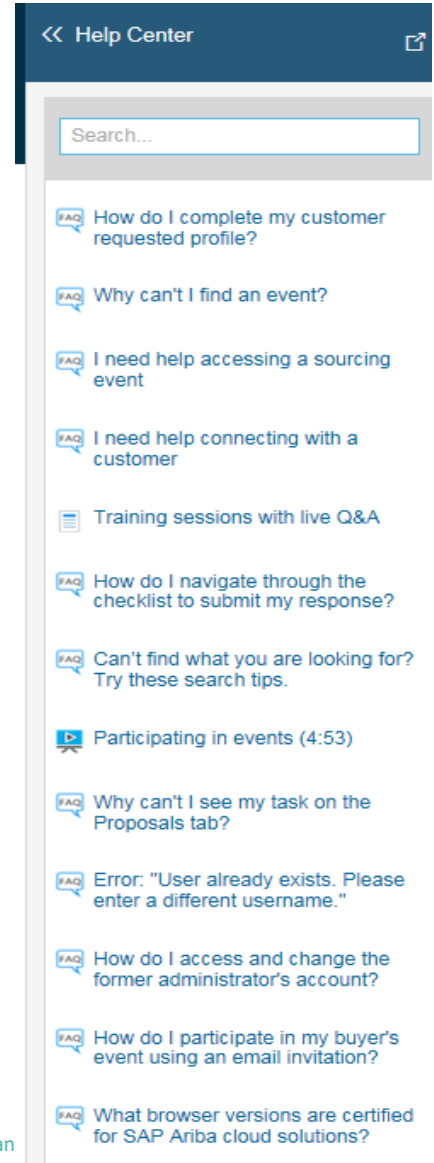 << Help Center
Search...
FAQ How do I complete my customer
requested profile?
FAQ Why can't I find an event?
FAQ I need help accessing a sourcing
event
FAQ I need help connecting with a
customer
Training sessions with live Q&A
FAQ How do I navigate through the
checklist to submit my response?
FAQ Can't find what you are looking for?
Try these search tips.
Participating in events (4:53)
FAQ Why can't I see my task on the
Proposals tab?
FAQ Error: "User already exists. Please
enter a different username."
FAQ How do I access and change the
former administrator's account?
FAQ How do I participate in my buyer's
event using an email invitation?
FAQ What browser versions are certified
for SAP Ariba cloud solutions?
an